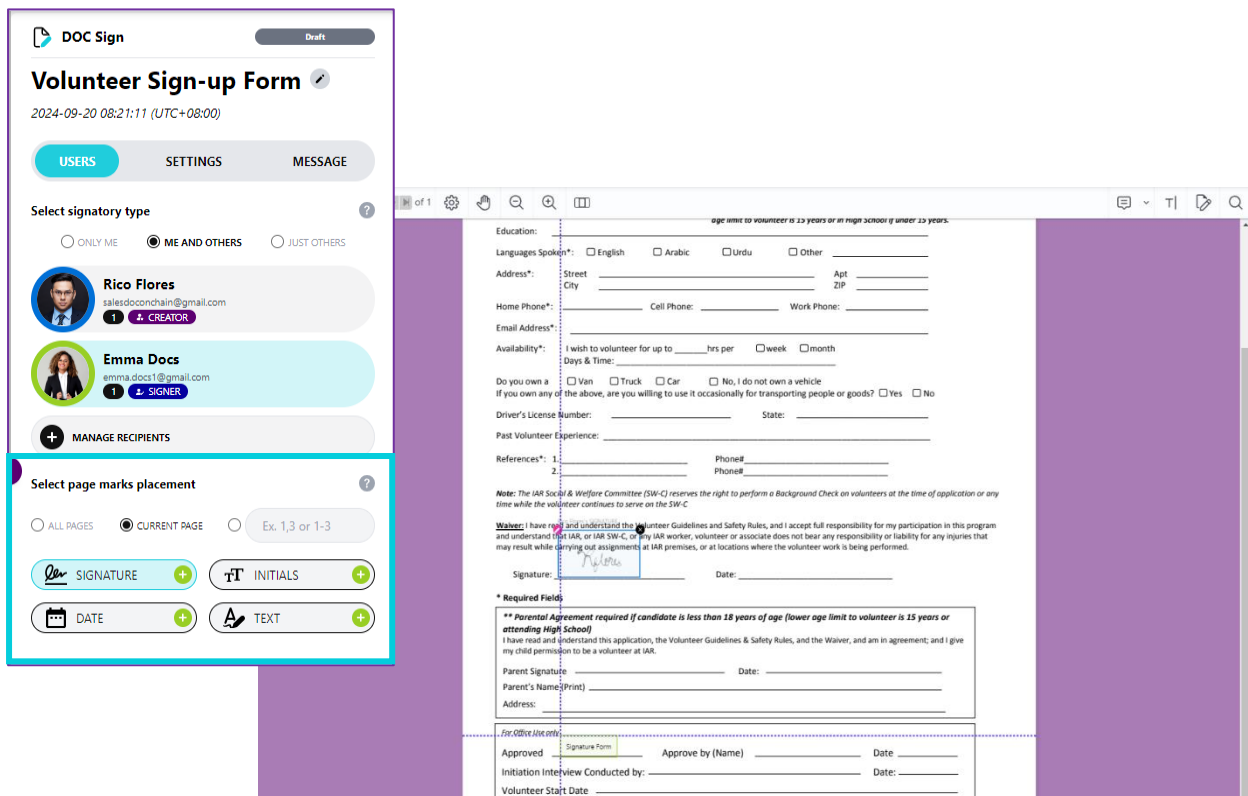 DOC Sign
Draft
Volunteer Sign-up Form
2024-09-20 08:21:11 (UTC+08:00)
USERS SETTINGS MESSAGE
Select signatory type ?
ONLY ME ME AND OTHERS JUST OTHERS
Rico Flores
salesdoconchain@gmail.com
1 CREATOR
Emma Docs
emma.docs1@gmail.com
1 SIGNER
MANAGE RECIPIENTS
Select page marks placement ?
ALL PAGES CURRENT PAGE Ex. 1,3 or 1-3
SIGNATURE INITIALS
DATE TEXT
of 1
age limit to volunteer is 15 years or in High School if under 15 years.
Education:
Languages Spoken*: English Arabic Urdu Other
Address*: Street Apt
City ZIP
Home Phone*: Cell Phone: Work Phone:
Email Address*:
Availability*: I wish to volunteer for up to ______hrs per week month
Days & Time:
Do you own a Van Truck Car No, I do not own a vehicle
If you own any of the above, are you willing to use it occasionally for transporting people or goods? Yes No
Driver's License Number: State:
Past Volunteer Experience:
References*: 1. Phone#
2. Phone#
Note: The IAR Social & Welfare Committee (SW-C) reserves the right to perform a Background Check on volunteers at the time of application or any
time while the volunteer continues to serve on the SW-C
Waiver: I have read and understand the Volunteer Guidelines and Safety Rules, and I accept full responsibility for my participation in this program
and understand that IAR, or IAR SW-C, or any IAR worker, volunteer or associate does not bear any responsibility or liability for any injuries that
may result while carrying out assignments at IAR premises, or at locations where the volunteer work is being performed.
Signature: Date:
* Required Fields
** Parental Agreement required if candidate is less than 18 years of age (lower age limit to volunteer is 15 years or
attending High School)
I have read and understand this application, the Volunteer Guidelines & Safety Rules, and the Waiver, and am in agreement; and I give
my child permission to be a volunteer at IAR.
Parent Signature Date:
Parent's Name (Print)
Address:
For Office Use only
Approved Signature Form Approve by (Name) Date
Initiation Interview Conducted by: Date:
Volunteer Start Date